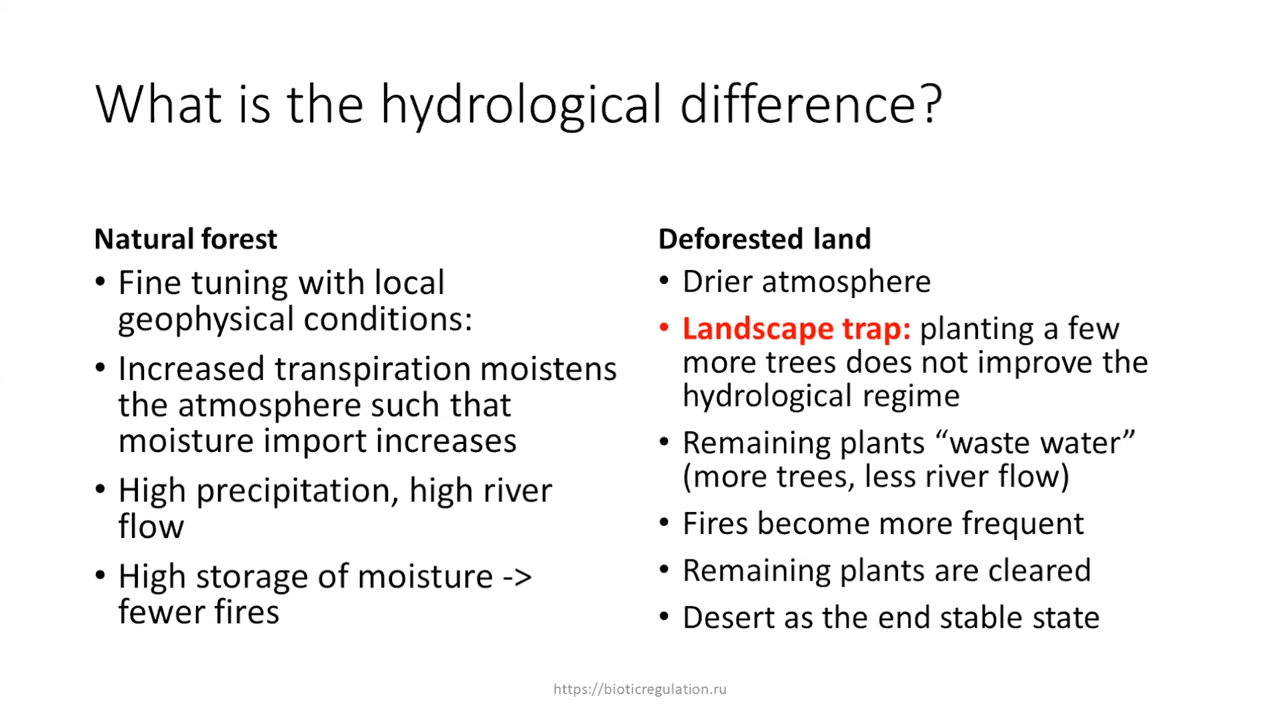 What is the hydrological difference?
Natural forest
• Fine tuning with local
geophysical conditions:
• Increased transpiration moistens
the atmosphere such that
moisture import increases
• High precipitation, high river
flow
• High storage of moisture ->
fewer fires
Deforested land
• Drier atmosphere
• Landscape trap: planting a few
more trees does not improve the
hydrological regime
• Remaining plants “waste water”
(more trees, less river flow)
• Fires become more frequent
• Remaining plants are cleared
• Desert as the end stable state
https://bioticregulation.ru